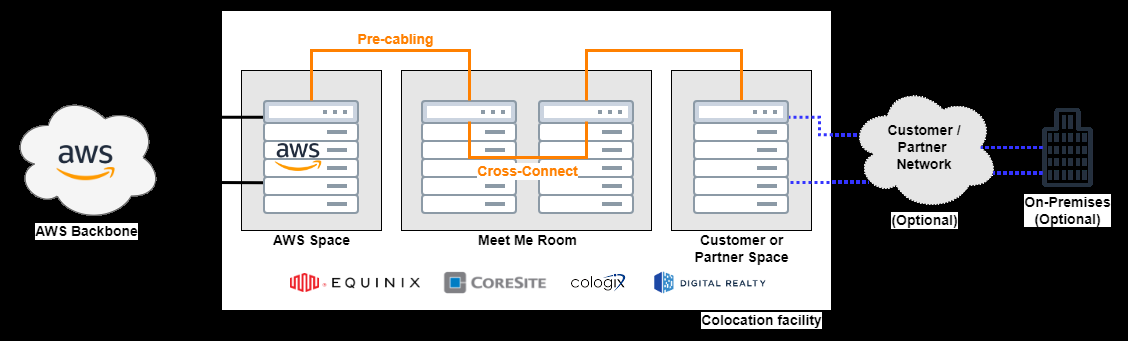 Pre-cabling
aws
AWS Backbone
aws
AWS Space
Cross-Connect
Meet Me Room
Customer or
Partner Space
Customer /
Partner
Network
(Optional)
On-Premises
(Optional)
EQUINIX
CORESITE
cologix
DIGITAL REALTY
Colocation facility